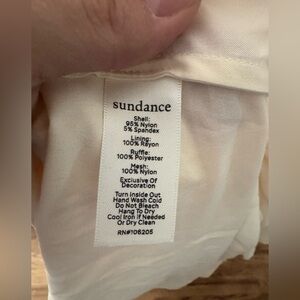 sundance
Shell:
95% Nylon
5% Spandex
Lining:
100% Rayon
Ruffle:
100% Polyester
Mesh:
100% Nylon
Exclusive Of
Decoration
Turn Inside Out
Hand Wash Cold
Do Not Bleach
Hang To Dry
Cool Iron if Needed
Or Dry Clean
RN#106205